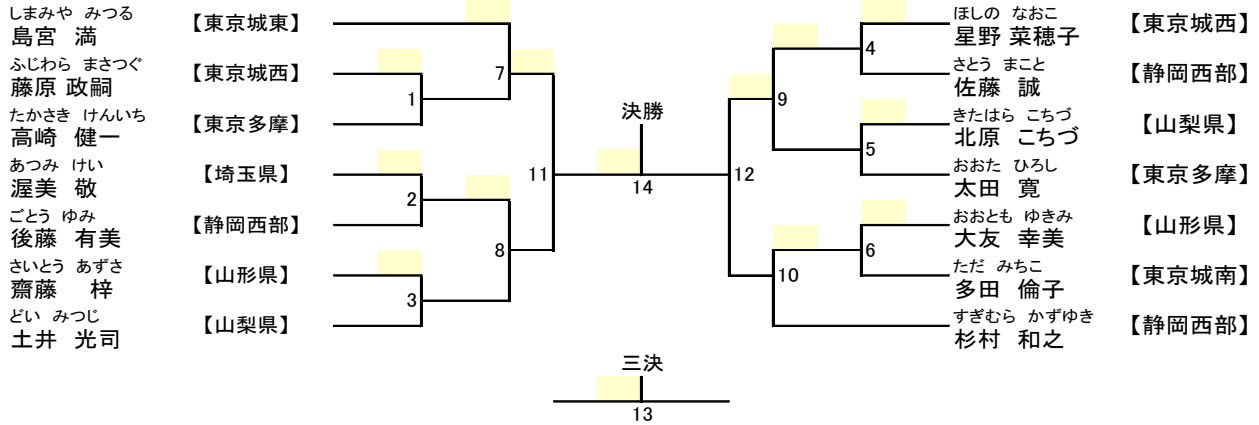 しまみや みつる
島宮 満 【東京城東】
ふじわら まさつぐ
藤原 政嗣 【東京城西】
たかさき けんいち
高崎 健一 【東京多摩】
あつみ けい
渥美 敬 【埼玉県】
ごとう ゆみ
後藤 有美 【静岡西部】
さいとう あずさ
齋藤 梓 【山形県】
どい みつじ
土井 光司 【山梨県】
1
2
3
7
8
11
決勝
14
三決
13
12
9
10
4
5
6
ほしの なおこ
星野 菜穂子 【東京城西】
さとう まこと
佐藤 誠 【静岡西部】
きたはら こちづ
北原 こちづ 【山梨県】
おおた ひろし
太田 寛 【東京多摩】
おおとも ゆきみ
大友 幸美 【山形県】
ただ みちこ
多田 倫子 【東京城南】
すぎむら かずゆき
杉村 和之 【静岡西部】